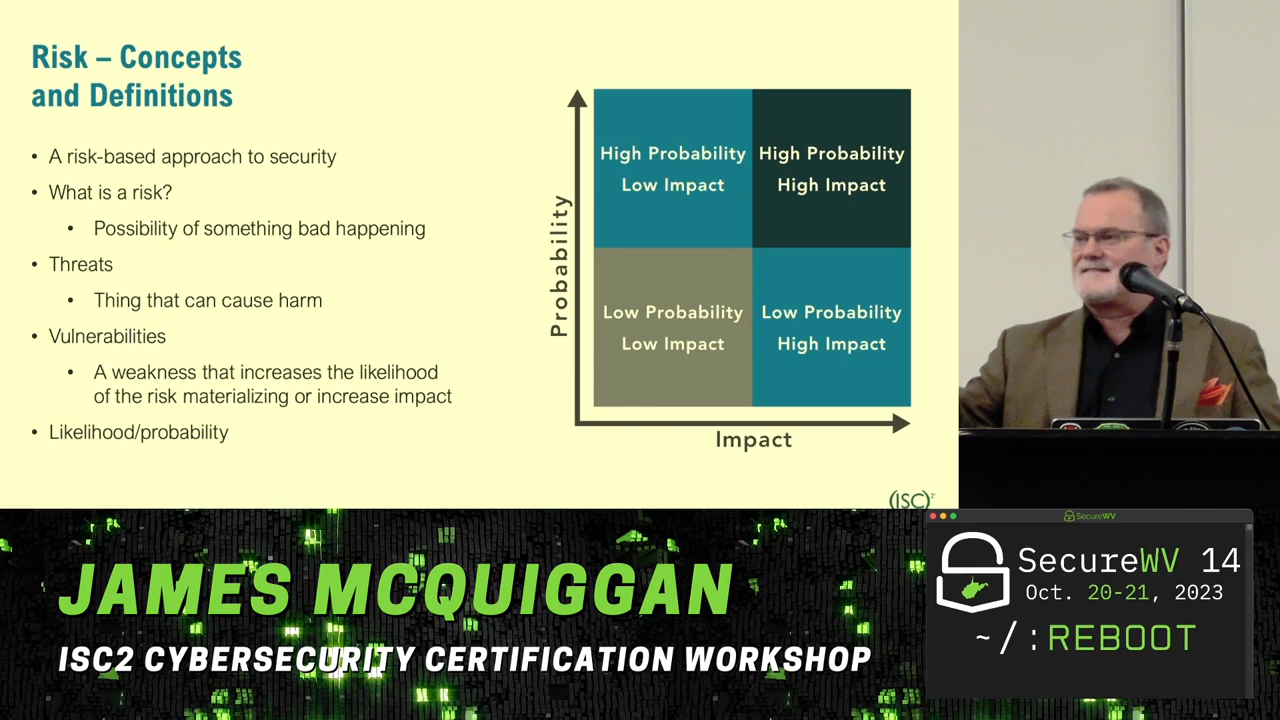 Risk – Concepts
and Definitions
• A risk-based approach to security
• What is a risk?
• Possibility of something bad happening
• Threats
• Thing that can cause harm
• Vulnerabilities
• A weakness that increases the likelihood
of the risk materializing or increase impact
• Likelihood/probability
Probability
High Probability
Low Impact
High Probability
High Impact
Low Probability
Low Impact
Low Probability
High Impact
Impact
(ISC)²
JAMES MCQUIGGAN
ISC2 CYBERSECURITY CERTIFICATION WORKSHOP
SecureWV
SecureWV 14
Oct. 20-21, 2023
~/:REBOOT